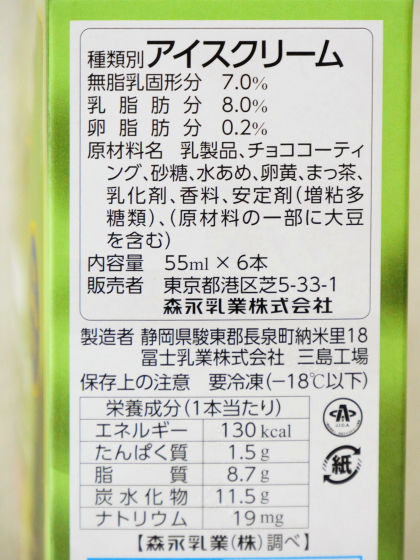 種類別アイスクリーム
無脂乳固形分 7.0%
乳脂肪分 8.0%
卵脂肪分 0.2%
原材料名 乳製品、チョココーティ
ング、砂糖、水あめ、卵黄、まっ茶、
乳化剤、香料、安定剤(増粘多
糖類)、(原材料の一部に大豆
を含む)
内容量 55ml×6本
販売者 東京都港区芝5-33-1
森永乳業株式会社
製造者 静岡県駿東郡長泉町納米里18
冨士乳業株式会社 三島工場
保存上の注意 要冷凍(-18℃以下)
栄養成分(1本当たり)
エネルギー 130kcal
たんぱく質 1.5g
脂質 8.7g
炭水化物 11.5g
ナトリウム 19mg
【森永乳業(株)調べ】
JIDA
紙